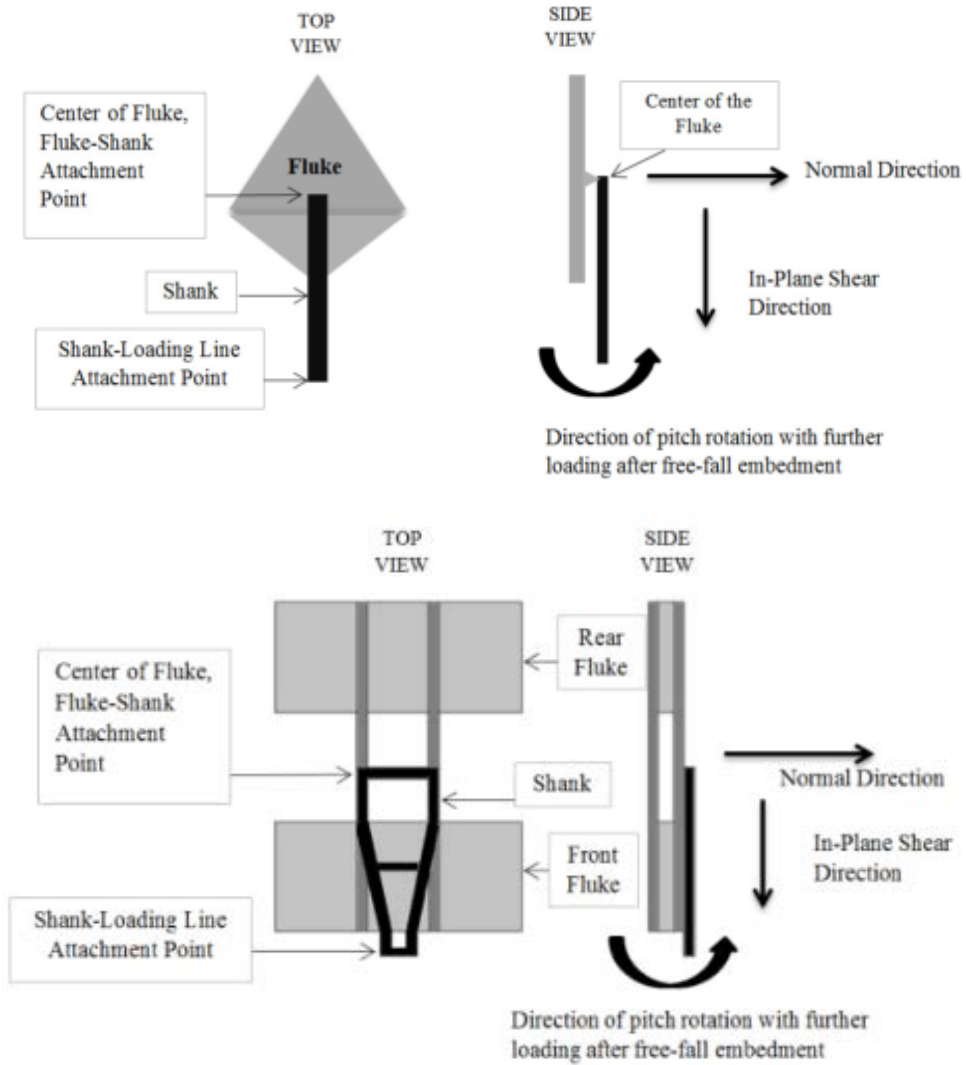 TOP
VIEW
SIDE
VIEW
Center of Fluke,
Fluke-Shank
Attachment
Point
Fluke
Center of the
Fluke
Normal Direction
In-Plane Shear
Direction
Shank
Shank-Loading Line
Attachment Point
Direction of pitch rotation with further
loading after free-fall embedment
TOP
VIEW
SIDE
VIEW
Rear
Fluke
Center of Fluke,
Fluke-Shank
Attachment
Point
Shank
Normal Direction
In-Plane Shear
Direction
Front
Fluke
Shank-Loading Line
Attachment Point
Direction of pitch rotation with further
loading after free-fall embedment